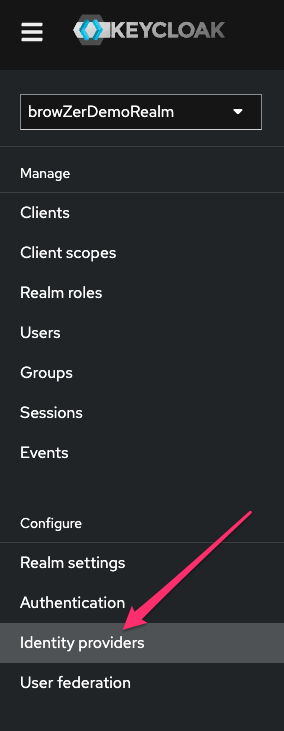 KEYCLOAK
browZerDemoRealm
Manage
Clients
Client scopes
Realm roles
Users
Groups
Sessions
Events
Configure
Realm settings
Authentication
Identity providers
User federation